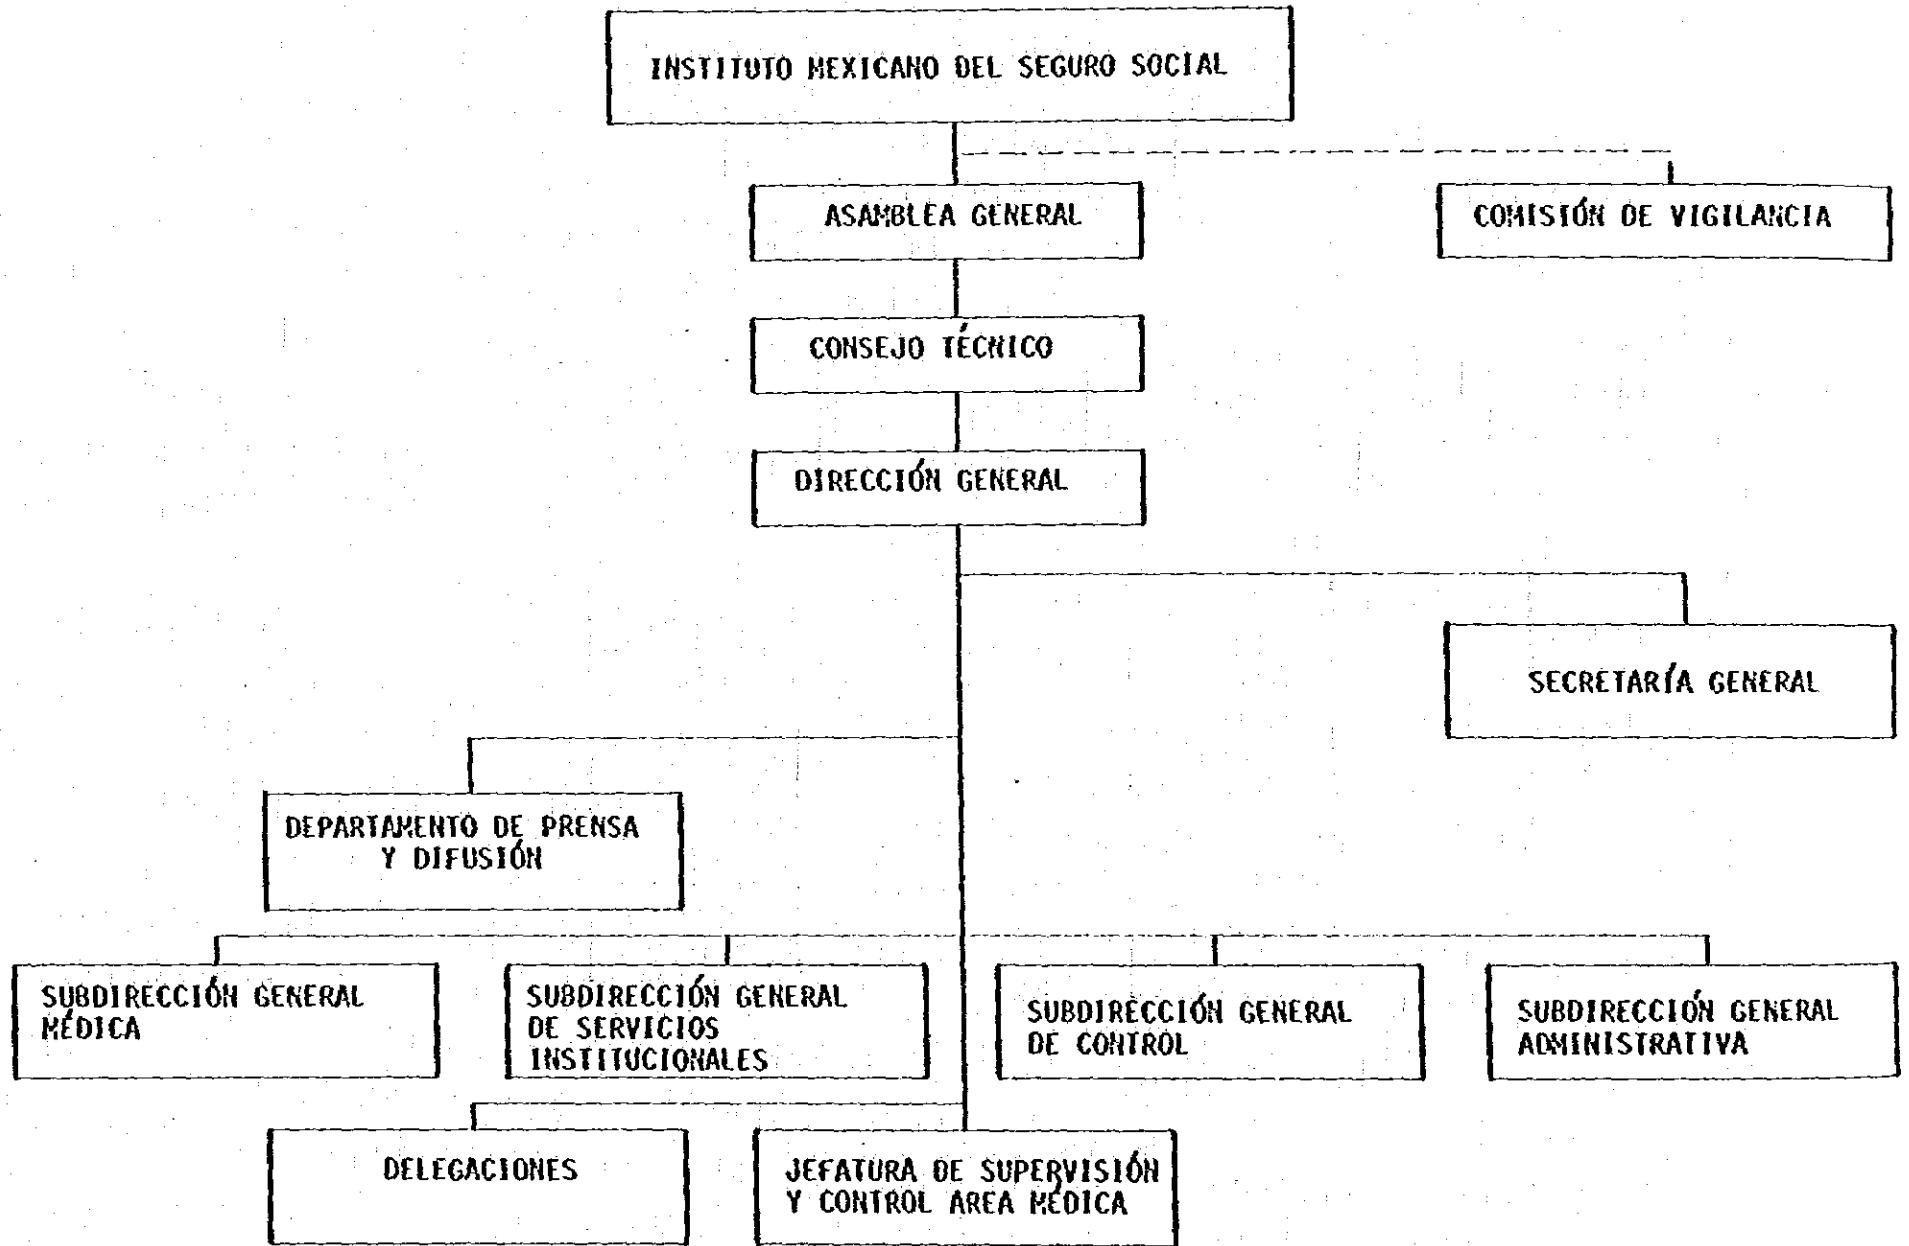 INSTITUTO MEXICANO DEL SEGURO SOCIAL
ASAMBLEA GENERAL
COMISIÓN DE VIGILANCIA
CONSEJO TÉCNICO
DIRECCIÓN GENERAL
SECRETARÍA GENERAL
DEPARTAMENTO DE PRENSA
Y DIFUSIÓN
SUBDIRECCIÓN GENERAL
MÉDICA
SUBDIRECCIÓN GENERAL
DE SERVICIOS
INSTITUCIONALES
SUBDIRECCIÓN GENERAL
DE CONTROL
SUBDIRECCIÓN GENERAL
ADMINISTRATIVA
DELEGACIONES
JEFATURA DE SUPERVISIÓN
Y CONTROL AREA MÉDICA